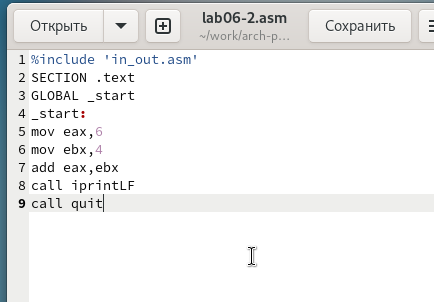 Открыть
lab06-2.asm
~/work/arch-p...
Сохранить
1 %include 'in_out.asm'
2 SECTION .text
3 GLOBAL _start
4 _start:
5 mov eax,6
6 mov ebx,4
7 add eax,ebx
8 call iprintLF
9 call quit